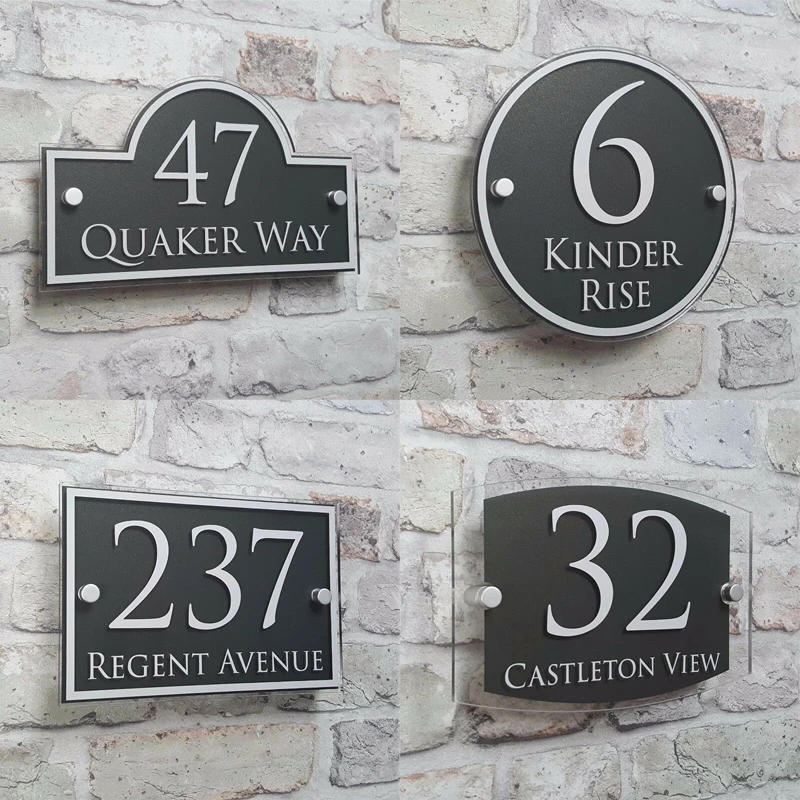 47
QUAKER WAY
6
KINDER
RISE
237
REGENT AVENUE
32
CASTLETON VIEW